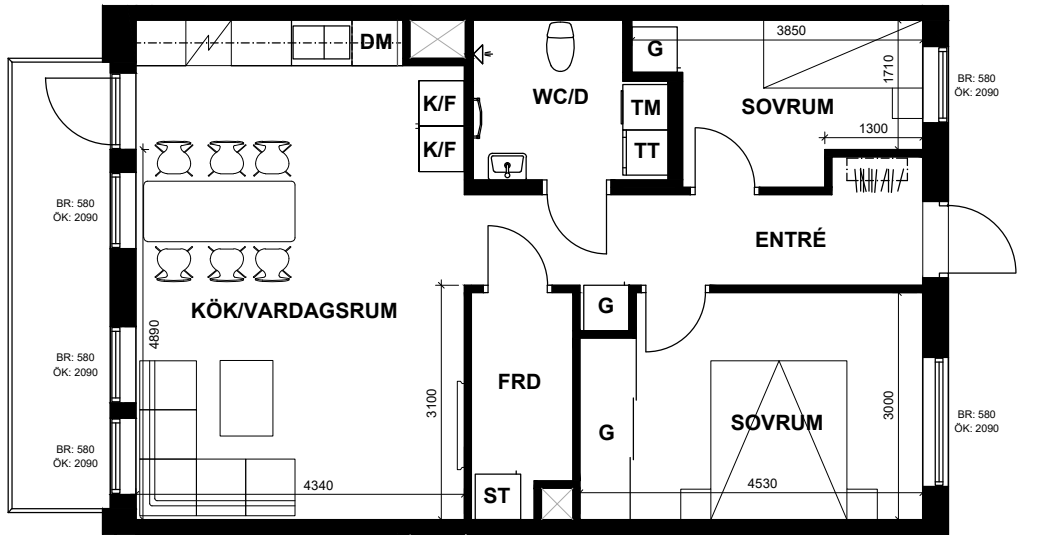 DM
G
3850
1710
BR: 580
ÖK: 2090
K/F
WC/D
TM
SOVRUM
1300
K/F
TT
BR: 580
ÖK: 2090
ENTRÉ
KÖK/VARDAGSRUM
G
4890
BR: 580
ÖK: 2090
FRD
3100
3000
SOVRUM
BR: 580
ÖK: 2090
G
BR: 580
ÖK: 2090
4340
ST
4530